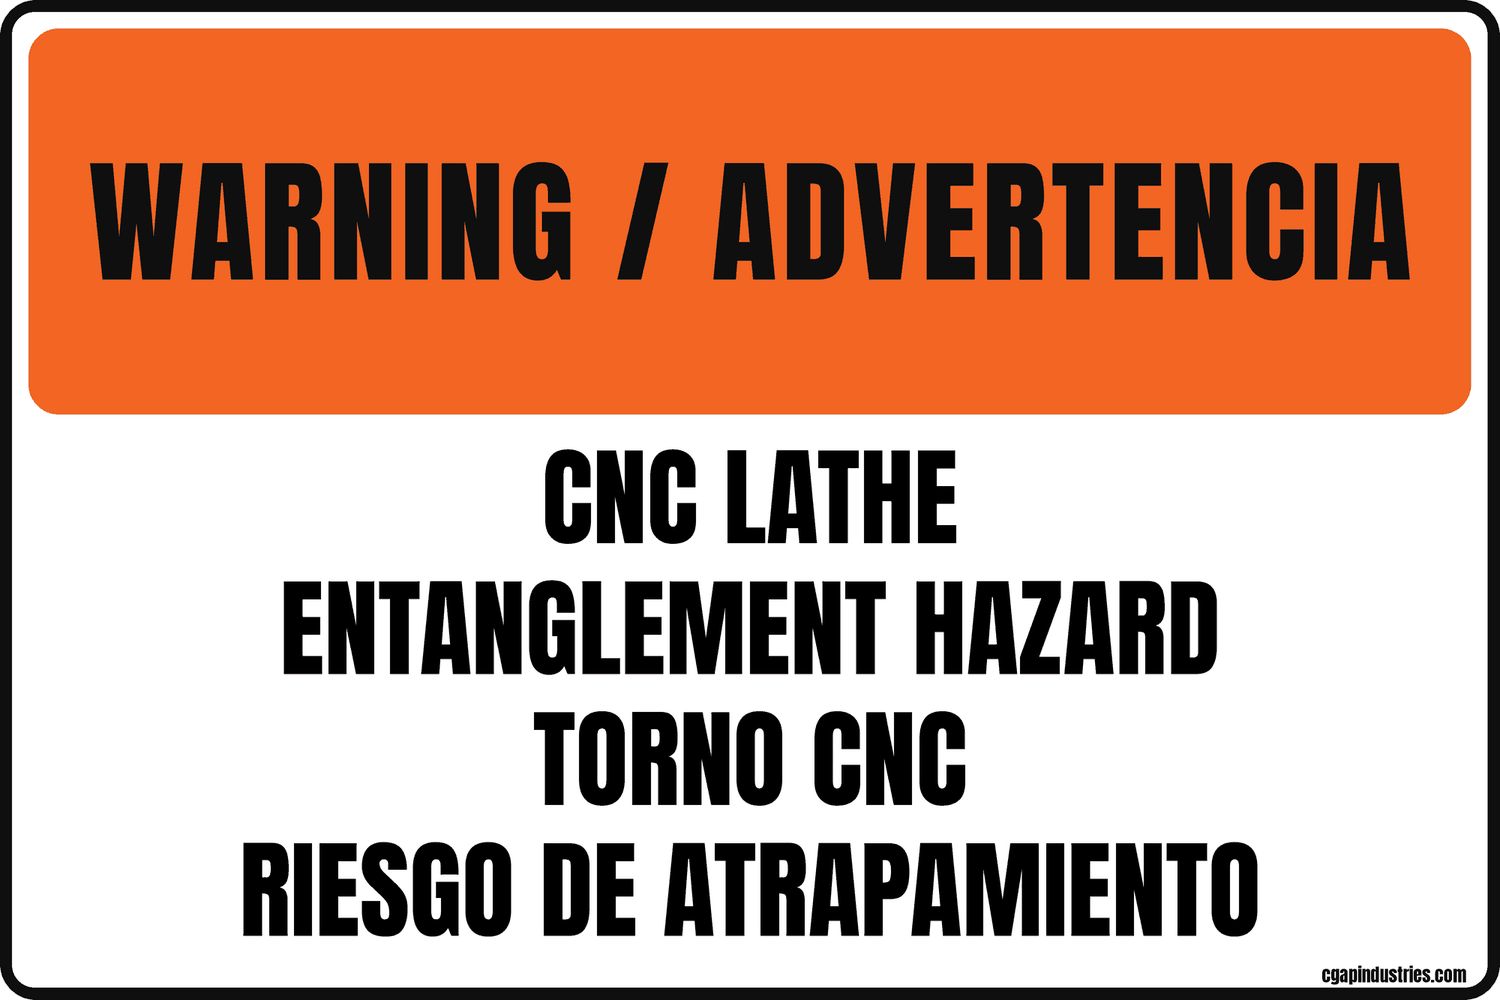 WARNING / ADVERTENCIA
CNC LATHE
ENTANGLEMENT HAZARD
TORNO CNC
RIESGO DE ATRAPAMIENTO
cgapindustries.com